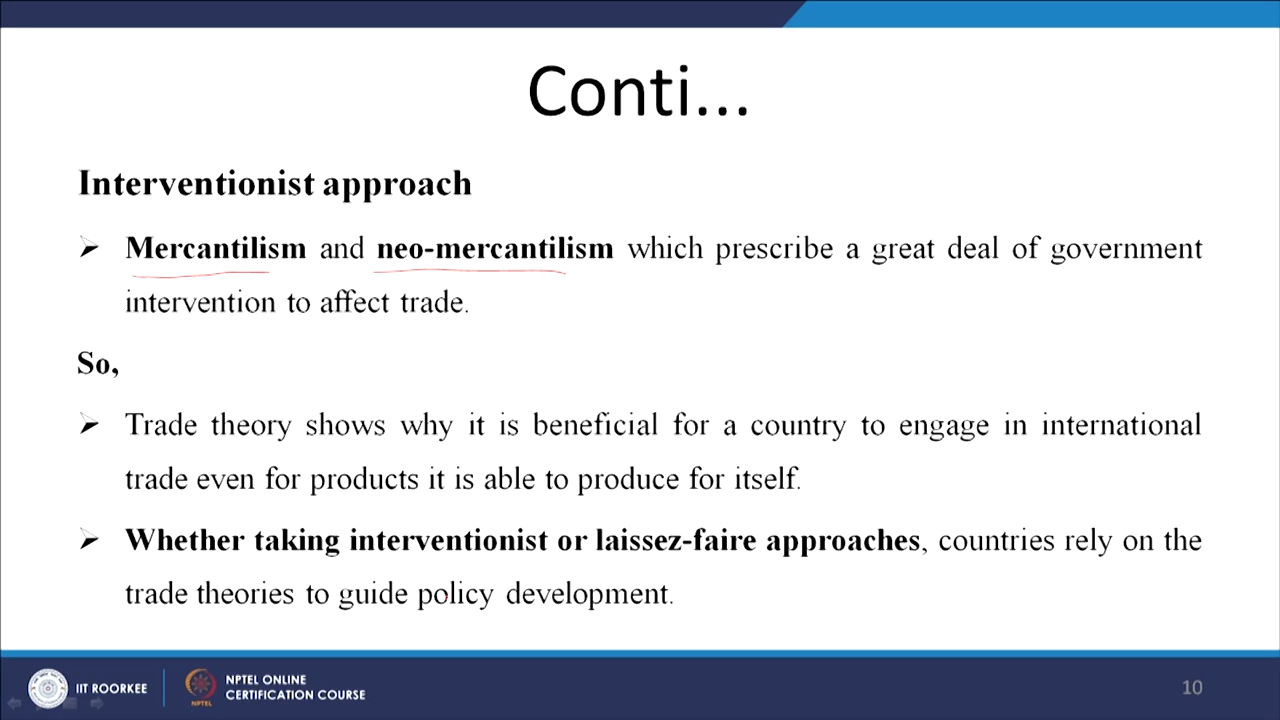 Conti...
Interventionist approach
➢ Mercantilism and neo-mercantilism which prescribe a great deal of government
intervention to affect trade.
So,
➢ Trade theory shows why it is beneficial for a country to engage in international
trade even for products it is able to produce for itself.
➢ Whether taking interventionist or laissez-faire approaches, countries rely on the
trade theories to guide policy development.
IIT ROORKEE
NPTEL
NPTEL ONLINE
CERTIFICATION COURSE
10